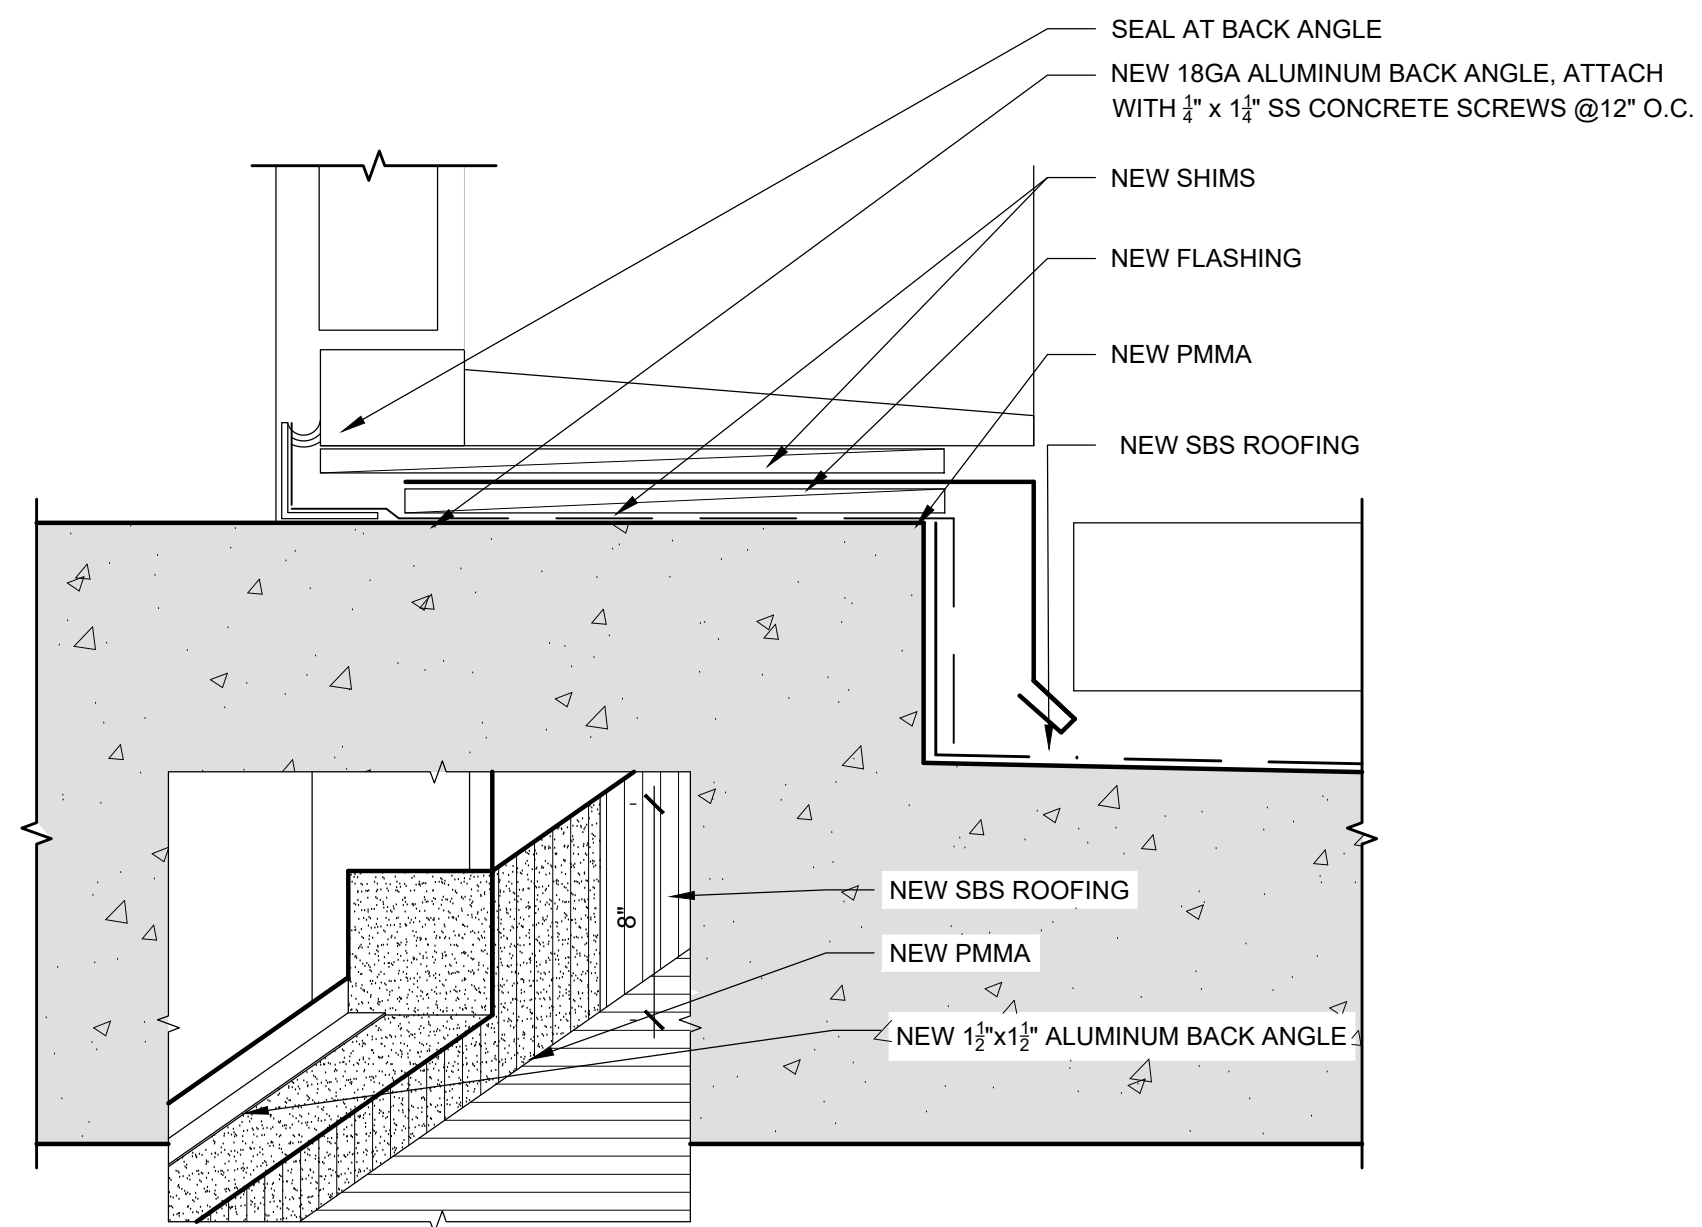 SEAL AT BACK ANGLE
NEW 18GA ALUMINUM BACK ANGLE, ATTACH
WITH 1/4" x 1 1/4" SS CONCRETE SCREWS @12" O.C.
NEW SHIMS
NEW FLASHING
NEW PMMA
NEW SBS ROOFING
8"
NEW SBS ROOFING
NEW PMMA
NEW 1 1/2"x1 1/2" ALUMINUM BACK ANGLE